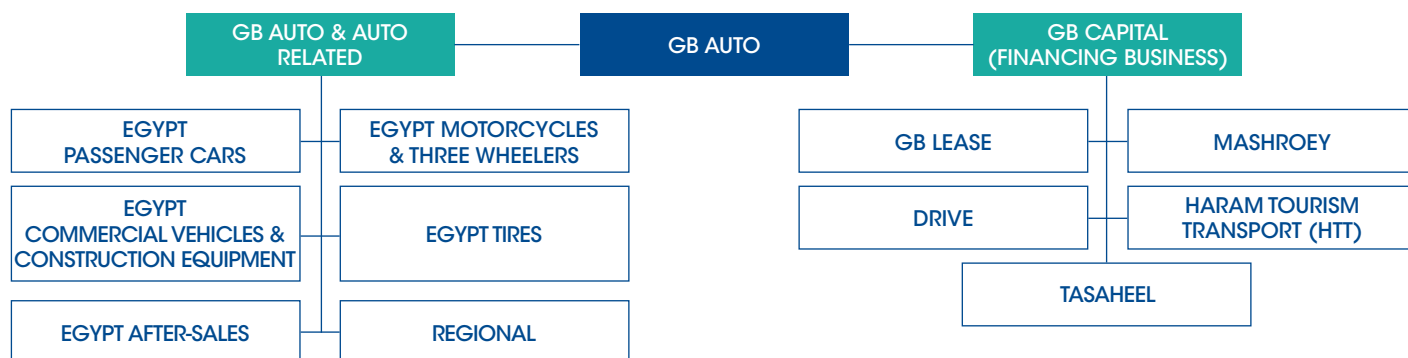 GB AUTO & AUTO
RELATED
GB AUTO
GB CAPITAL
(FINANCING BUSINESS)
EGYPT
PASSENGER CARS
EGYPT MOTORCYCLES
& THREE WHEELERS
EGYPT
COMMERCIAL VEHICLES &
CONSTRUCTION EQUIPMENT
EGYPT TIRES
EGYPT AFTER-SALES
REGIONAL
GB LEASE
MASHROEY
DRIVE
HARAM TOURISM
TRANSPORT (HTT)
TASAHEEL